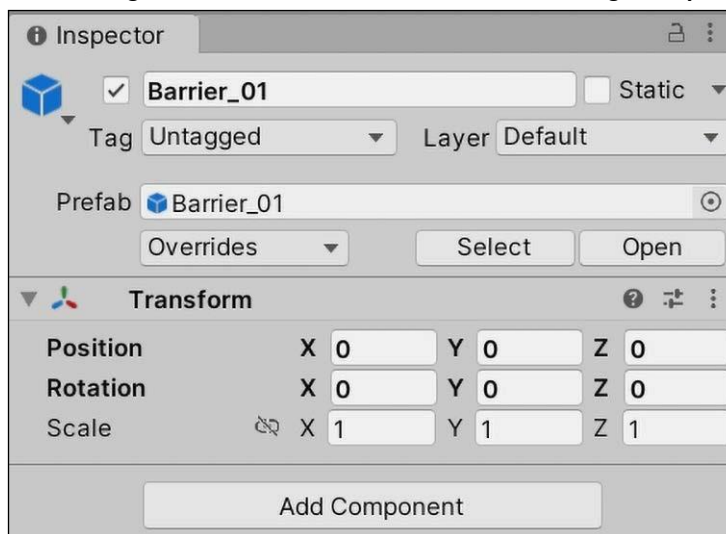 Inspector
Barrier_01 Static
Tag Untagged Layer Default
Prefab Barrier_01
Overrides Select Open
Transform
Position X 0 Y 0 Z 0
Rotation X 0 Y 0 Z 0
Scale X 1 Y 1 Z 1
Add Component